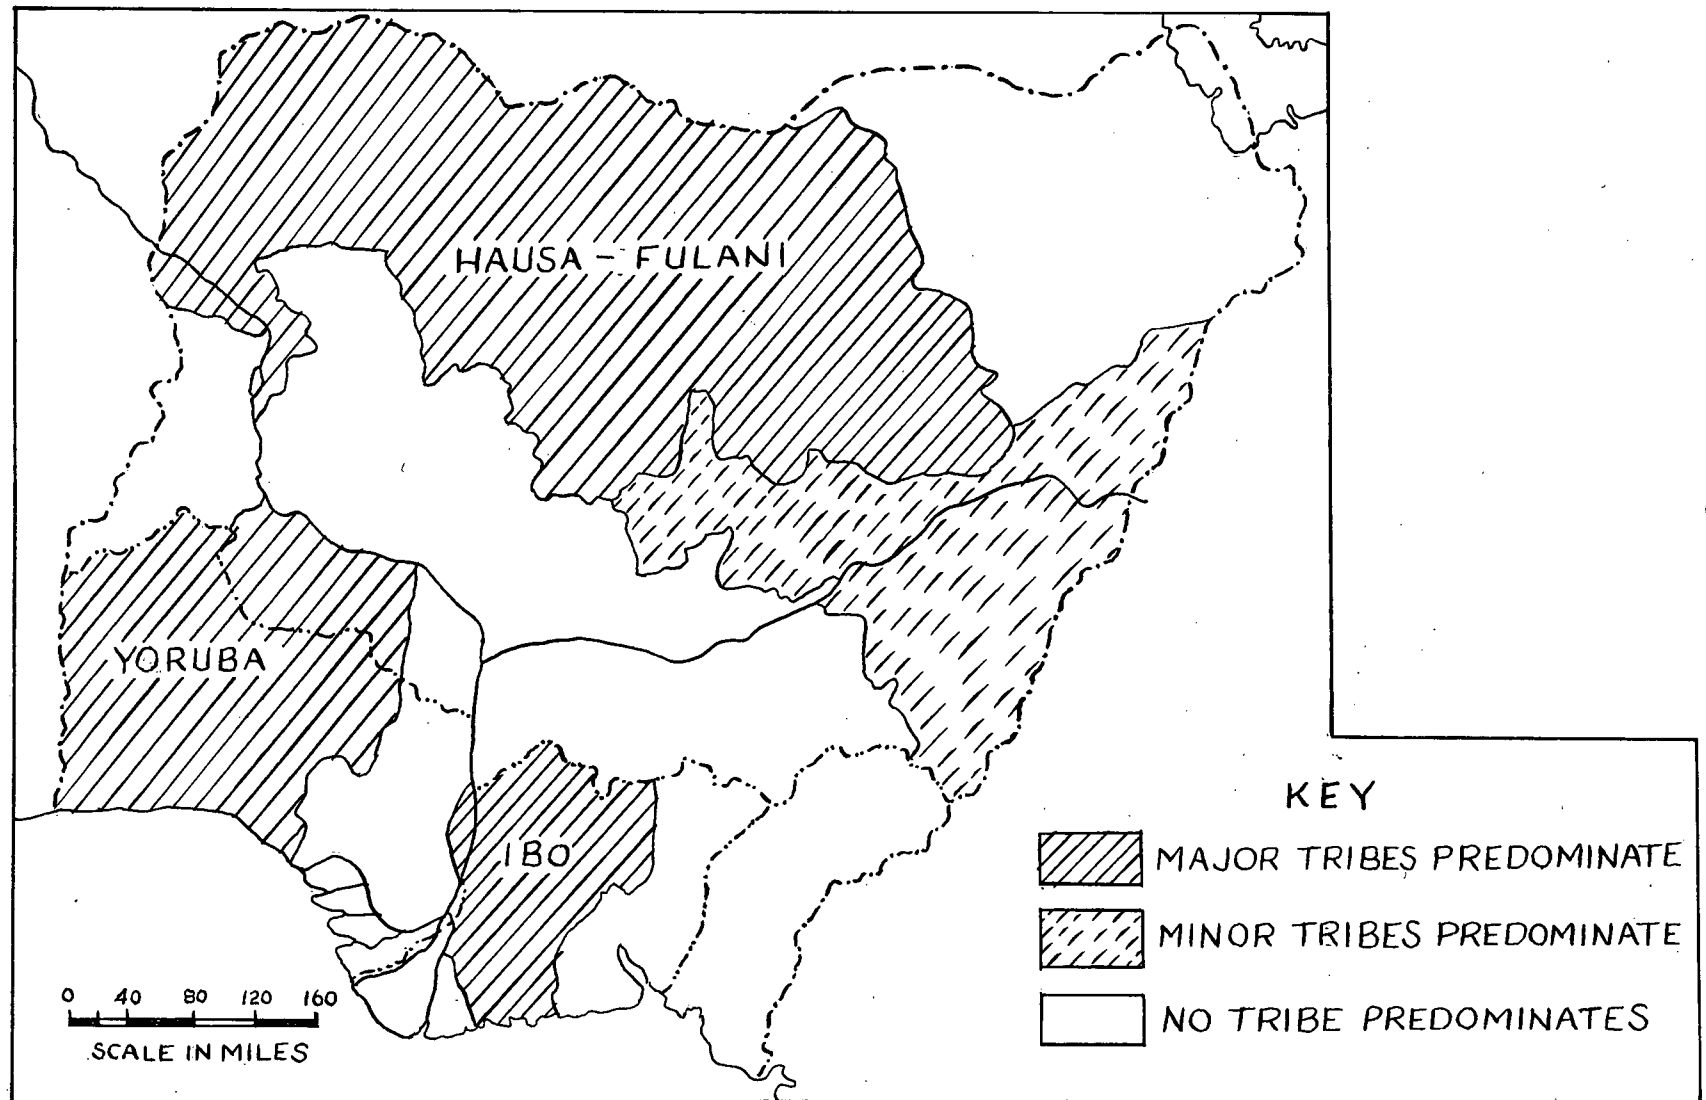 HAUSA - FULANI
YORUBA
IBO
KEY
MAJOR TRIBES PREDOMINATE
MINOR TRIBES PREDOMINATE
NO TRIBE PREDOMINATES
0 40 80 120 160
SCALE IN MILES